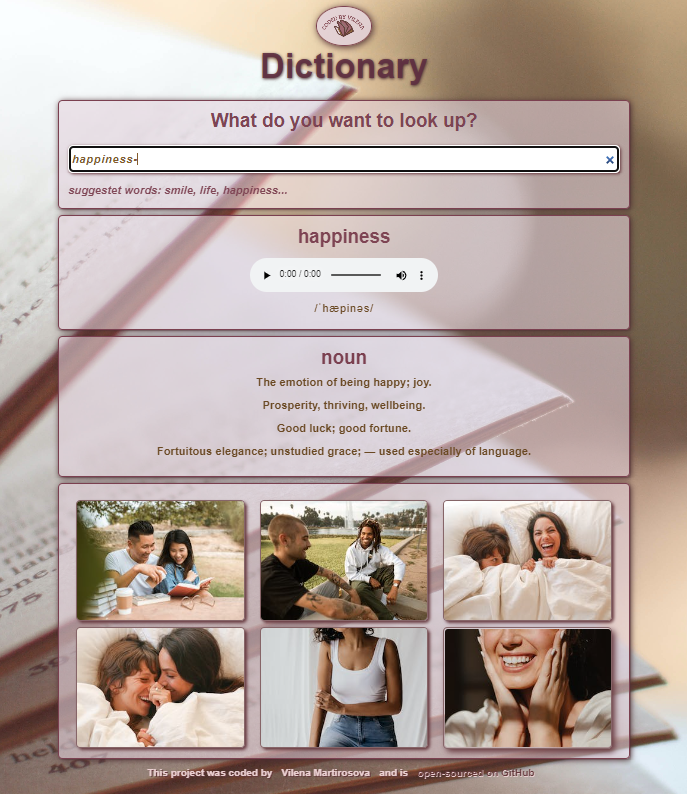 CODED BY VILENA
Dictionary
What do you want to look up?
happiness-
×
suggestet words: smile, life, happiness...
happiness
0:00 / 0:00
/ˈhæpinəs/
noun
The emotion of being happy; joy.
Prosperity, thriving, wellbeing.
Good luck; good fortune.
Fortuitous elegance; unstudied grace; — used especially of language.
This project was coded by Vilena Martirosova and is open-sourced on GitHub